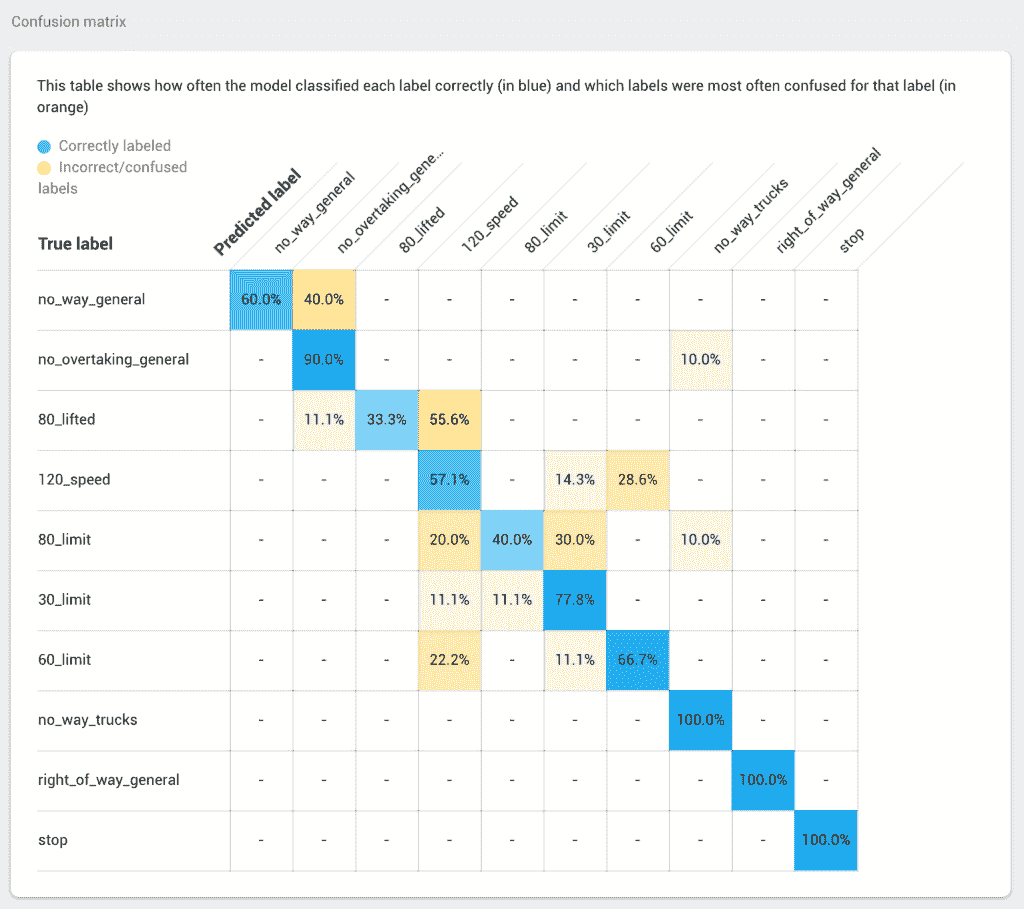 Confusion matrix
This table shows how often the model classified each label correctly (in blue) and which labels were most often confused for that label (in
orange)
Correctly labeled
Incorrect/confused
labels
True label
Predicted label
no_way_general
no_overtaking_gene...
80_lifted
120_speed
80_limit
30_limit
60_limit
no_way_trucks
right_of_way_general
stop
no_way_general 60.0% 40.0% - - - - - - - -
no_overtaking_general - 90.0% - - - - - 10.0% - -
80_lifted - 11.1% 33.3% 55.6% - - - - - -
120_speed - - - 57.1% - 14.3% 28.6% - - -
80_limit - - - 20.0% 40.0% 30.0% - 10.0% - -
30_limit - - - 11.1% 11.1% 77.8% - - - -
60_limit - - - 22.2% - 11.1% 66.7% - - -
no_way_trucks - - - - - - - 100.0% - -
right_of_way_general - - - - - - - - 100.0% -
stop - - - - - - - - - 100.0%